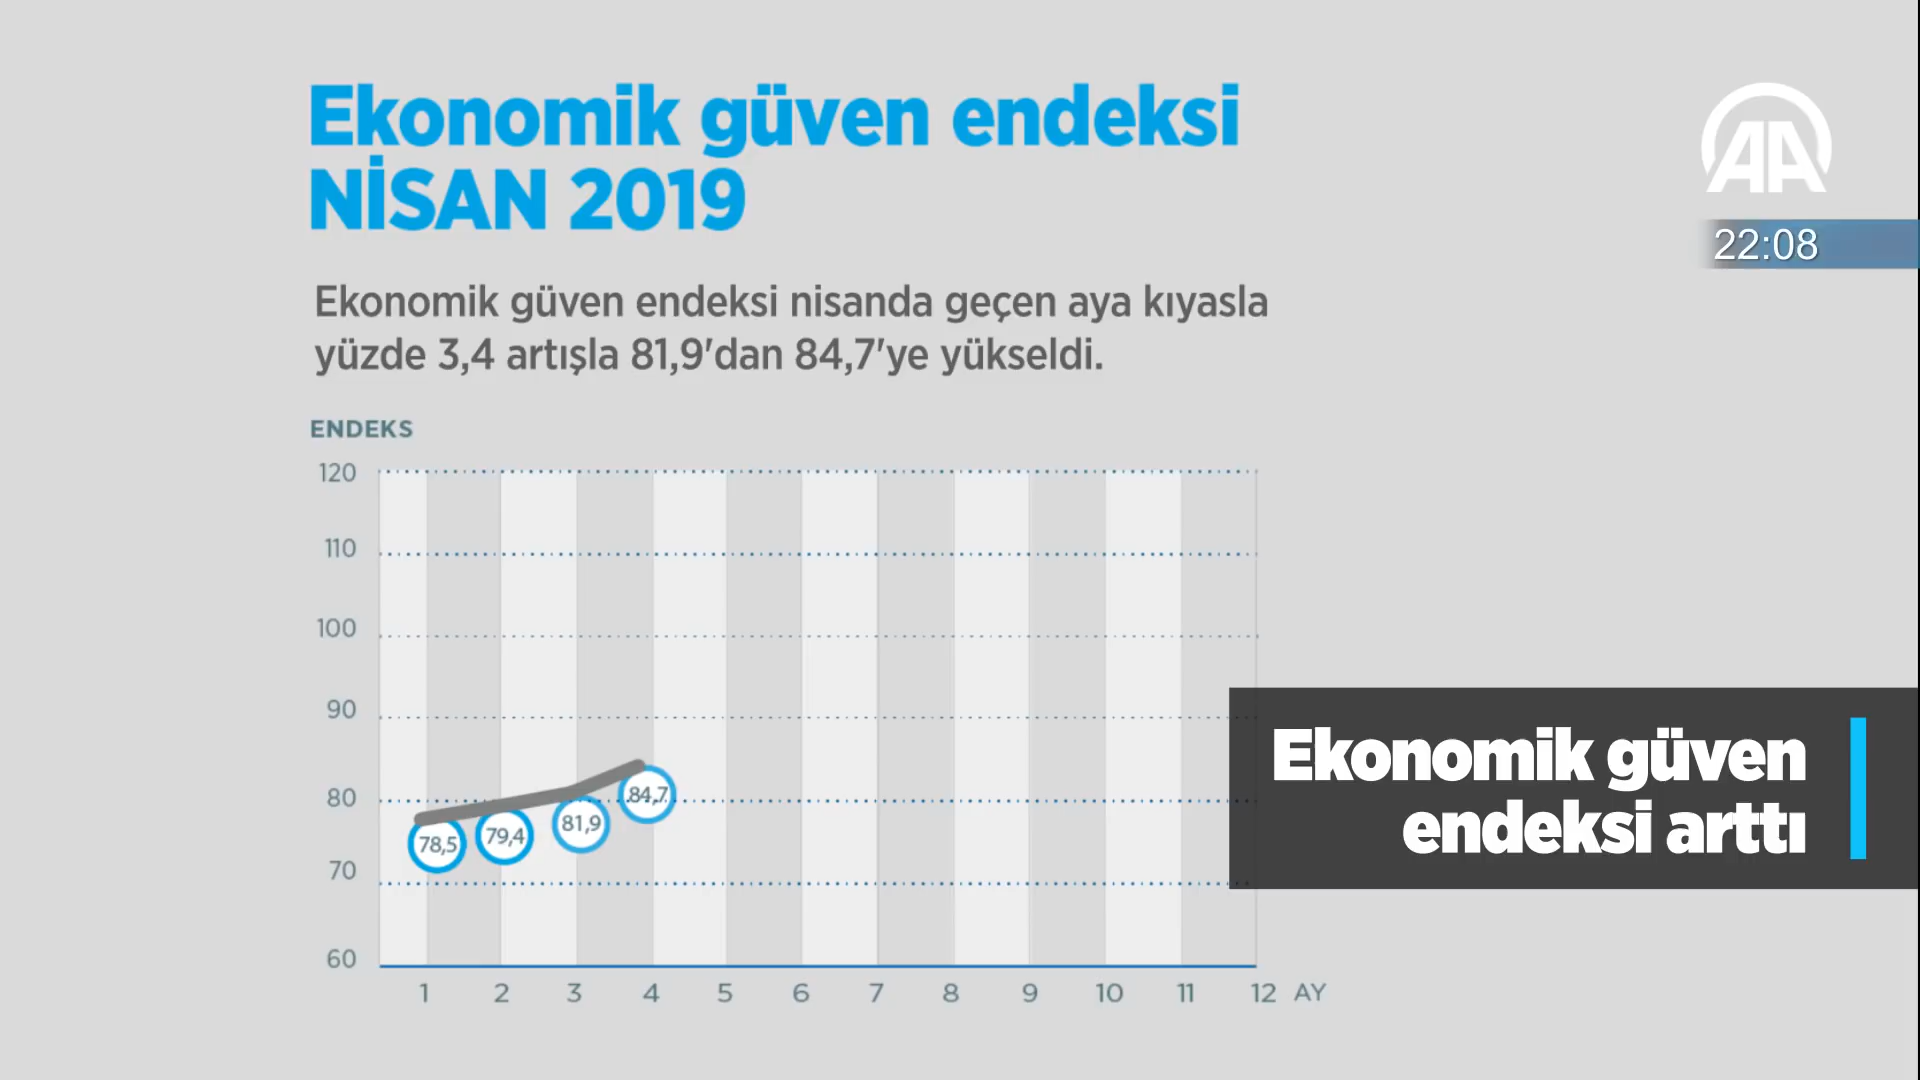 Ekonomik güven endeksi
NİSAN 2019
AA
22:08
Ekonomik güven endeksi nisanda geçen aya kıyasla
yüzde 3,4 artışla 81,9'dan 84,7'ye yükseldi.
ENDEKS
120
110
100
90
80
70
60
78,5
79,4
81,9
84,7
1 2 3 4 5 6 7 8 9 10 11 12 AY
Ekonomik güven
endeksi arttı